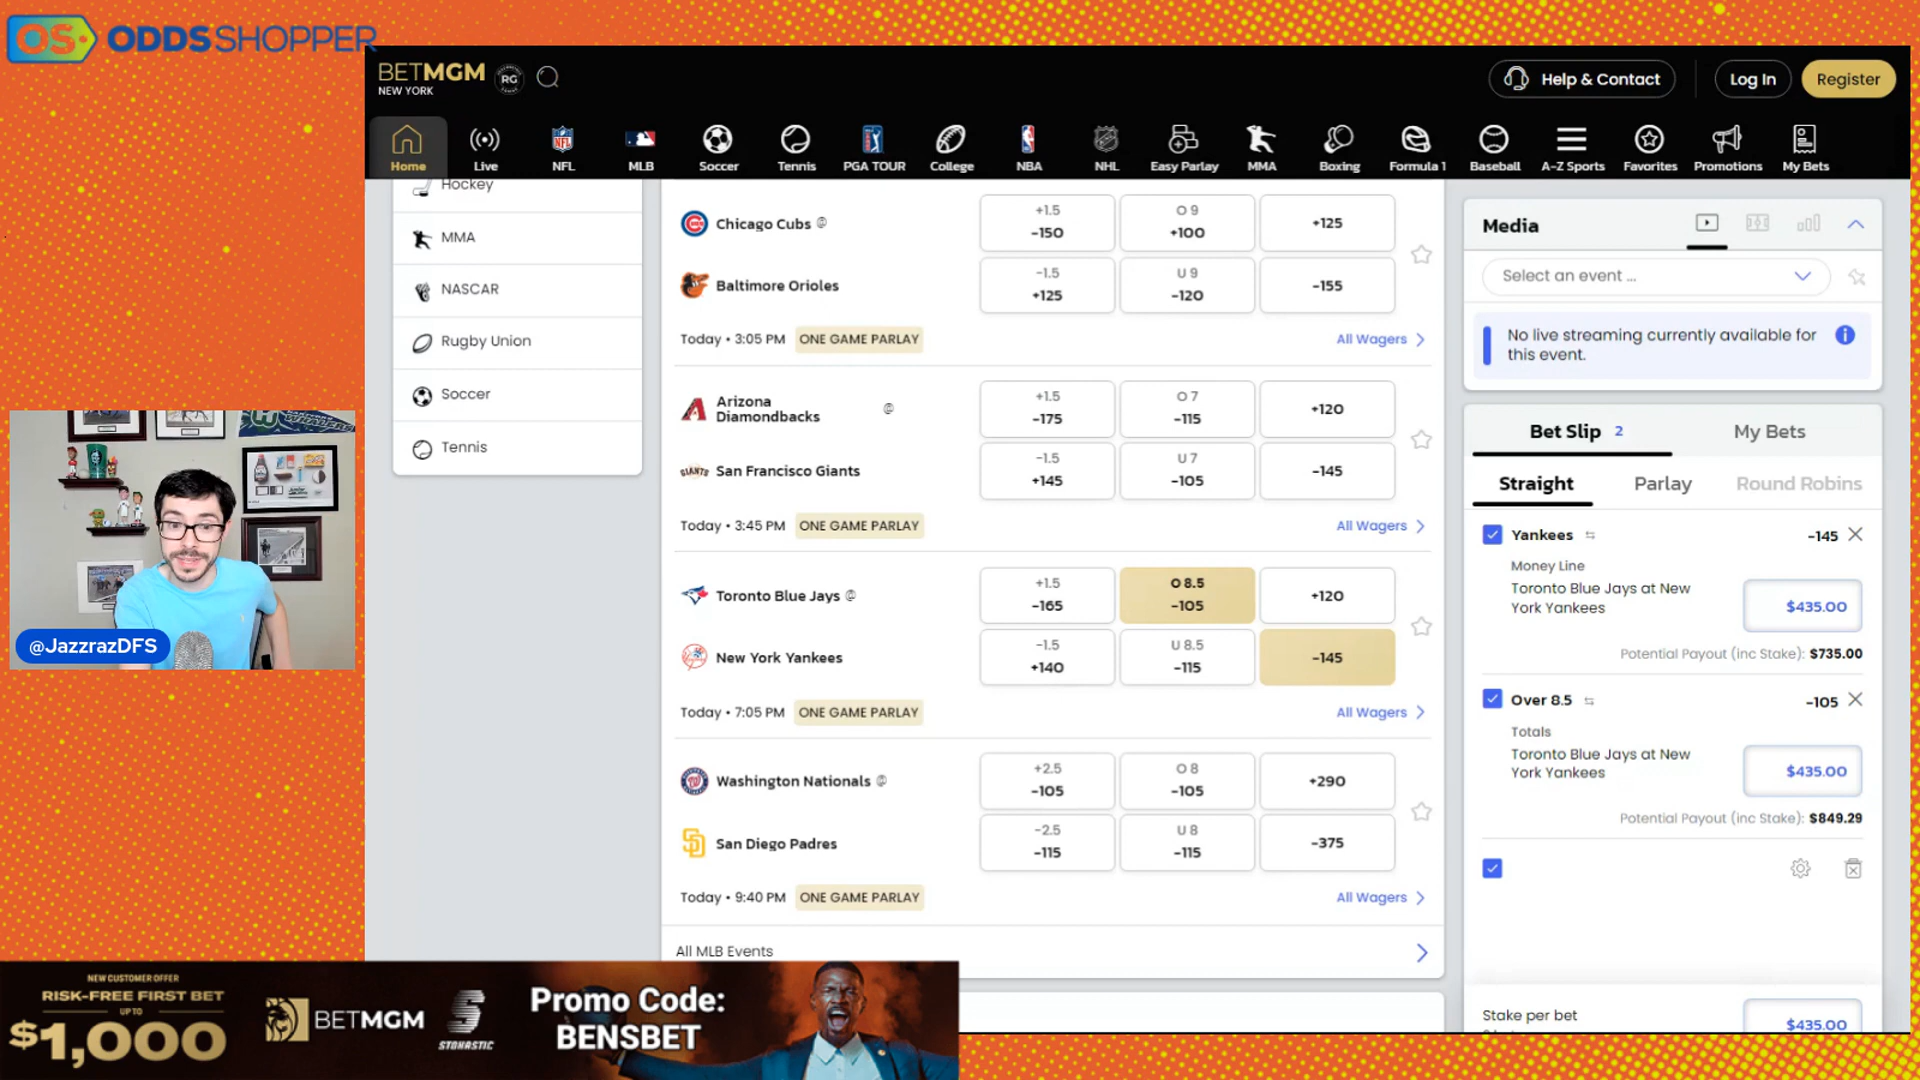 OS ODDSSHOPPER
BETMGM
NEW YORK
RG
Help & Contact
Log In
Register
Home
Live
NFL
MLB
Soccer
Tennis
PGA TOUR
College
NBA
NHL
Easy Parlay
MMA
Boxing
Formula 1
Baseball
A-Z Sports
Favorites
Promotions
My Bets
Hockey
MMA
NASCAR
Rugby Union
Soccer
Tennis
Chicago Cubs @
+1.5
-150
O 9
+100
+125
Baltimore Orioles
-1.5
+125
U 9
-120
-155
Today • 3:05 PM ONE GAME PARLAY
All Wagers
Arizona
Diamondbacks @
+1.5
-175
O 7
-115
+120
GIANTS San Francisco Giants
-1.5
+145
U 7
-105
-145
Today • 3:45 PM ONE GAME PARLAY
All Wagers
Toronto Blue Jays @
+1.5
-165
O 8.5
-105
+120
New York Yankees
-1.5
+140
U 8.5
-115
-145
Today • 7:05 PM ONE GAME PARLAY
All Wagers
Washington Nationals @
+2.5
-105
O 8
-105
+290
San Diego Padres
-2.5
-115
U 8
-115
-375
Today • 9:40 PM ONE GAME PARLAY
All Wagers
All MLB Events
Media
Select an event ...
No live streaming currently available for
this event.
Bet Slip 2
My Bets
Straight
Parlay
Round Robins
Yankees
-145
Money Line
Toronto Blue Jays at New
York Yankees
$435.00
Potential Payout (inc Stake): $735.00
Over 8.5
-105
Totals
Toronto Blue Jays at New
York Yankees
$435.00
Potential Payout (inc Stake): $849.29
Stake per bet
$435.00
@JazzrazDFS
NEW CUSTOMER OFFER
RISK-FREE FIRST BET
UP TO
$1,000
BETMGM
STOKASTIC
Promo Code:
BENSBET